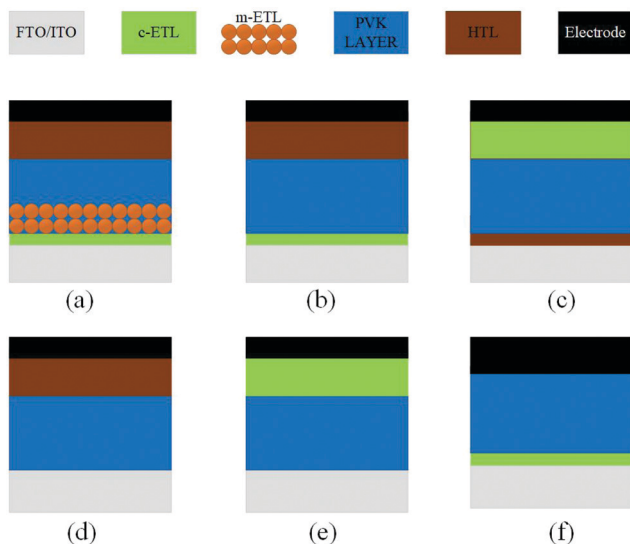 FTO/ITO
c-ETL
m-ETL
PVK
LAYER
HTL
Electrode
(a)
(b)
(c)
(d)
(e)
(f)